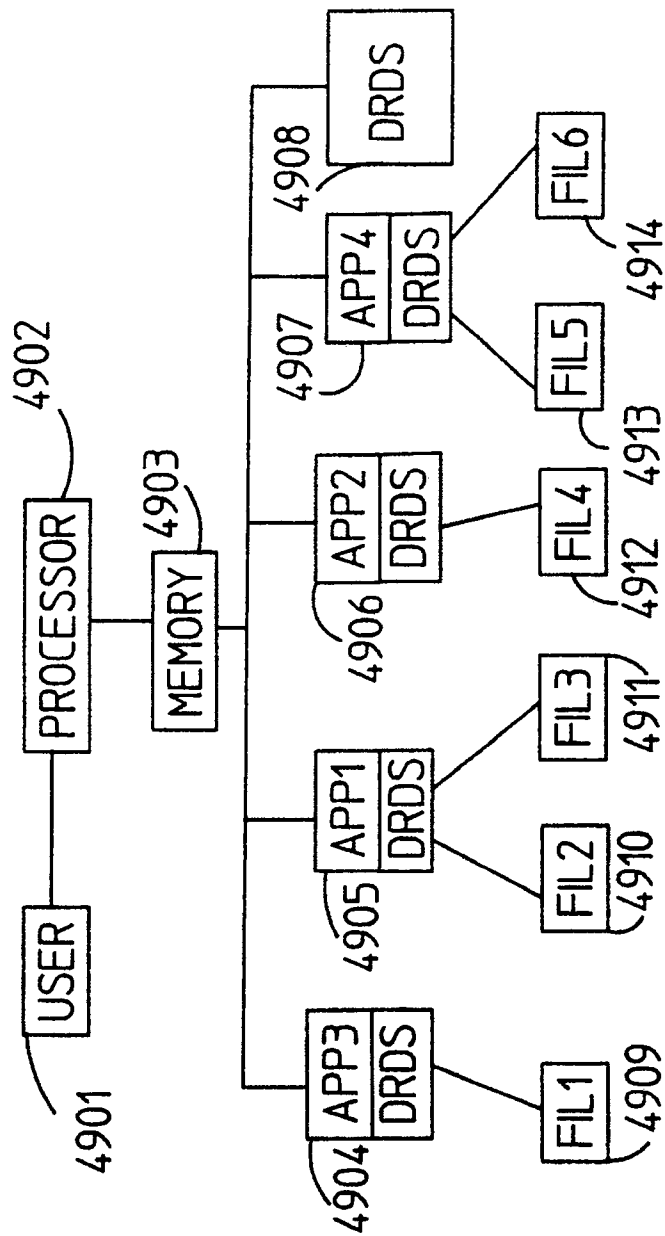 4901
USER
PROCESSOR
4902
MEMORY
4903
4904
APP3
DRDS
4905
APP1
DRDS
4906
APP2
DRDS
4907
APP4
DRDS
4908
DRDS
FIL1
4909
FIL2
4910
FIL3
4911
FIL4
4912
FIL5
4913
FIL6
4914